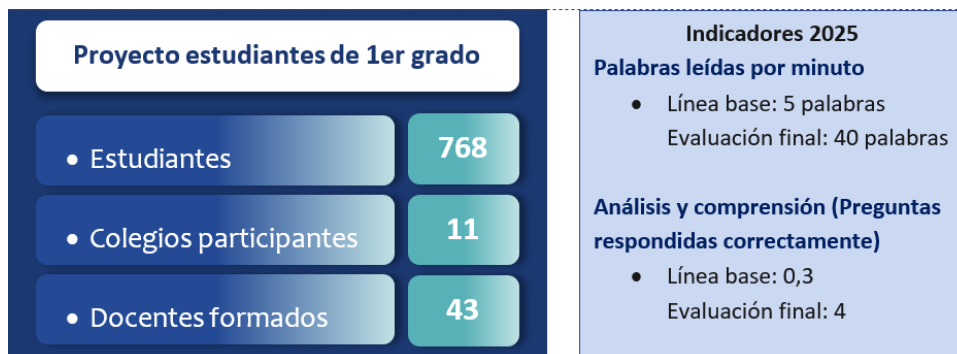 Proyecto estudiantes de 1er grado
• Estudiantes 768
• Colegios participantes 11
• Docentes formados 43
Indicadores 2025
Palabras leídas por minuto
• Línea base: 5 palabras
Evaluación final: 40 palabras
Análisis y comprensión (Preguntas
respondidas correctamente)
• Línea base: 0,3
Evaluación final: 4